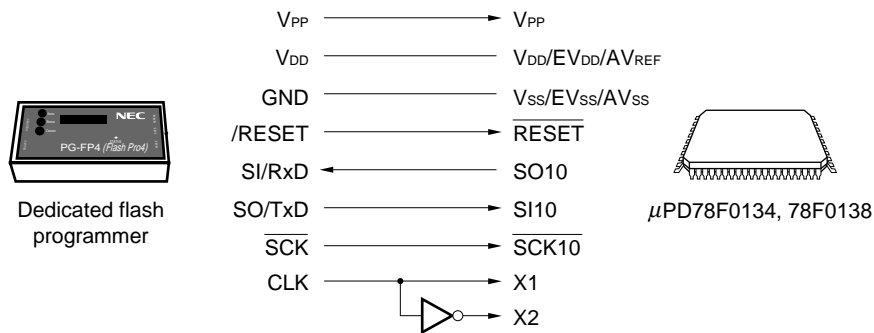 VPP VPP
VDD VDD/EVDD/AVREF
GND VSS/EVSS/AVSS
/RESET RESET
SI/RxD SO10
SO/TxD SI10
SCK SCK10
CLK X1
X2
NEC
PG-FP4 (Flash Pro4)
Dedicated flash
programmer
μPD78F0134, 78F0138